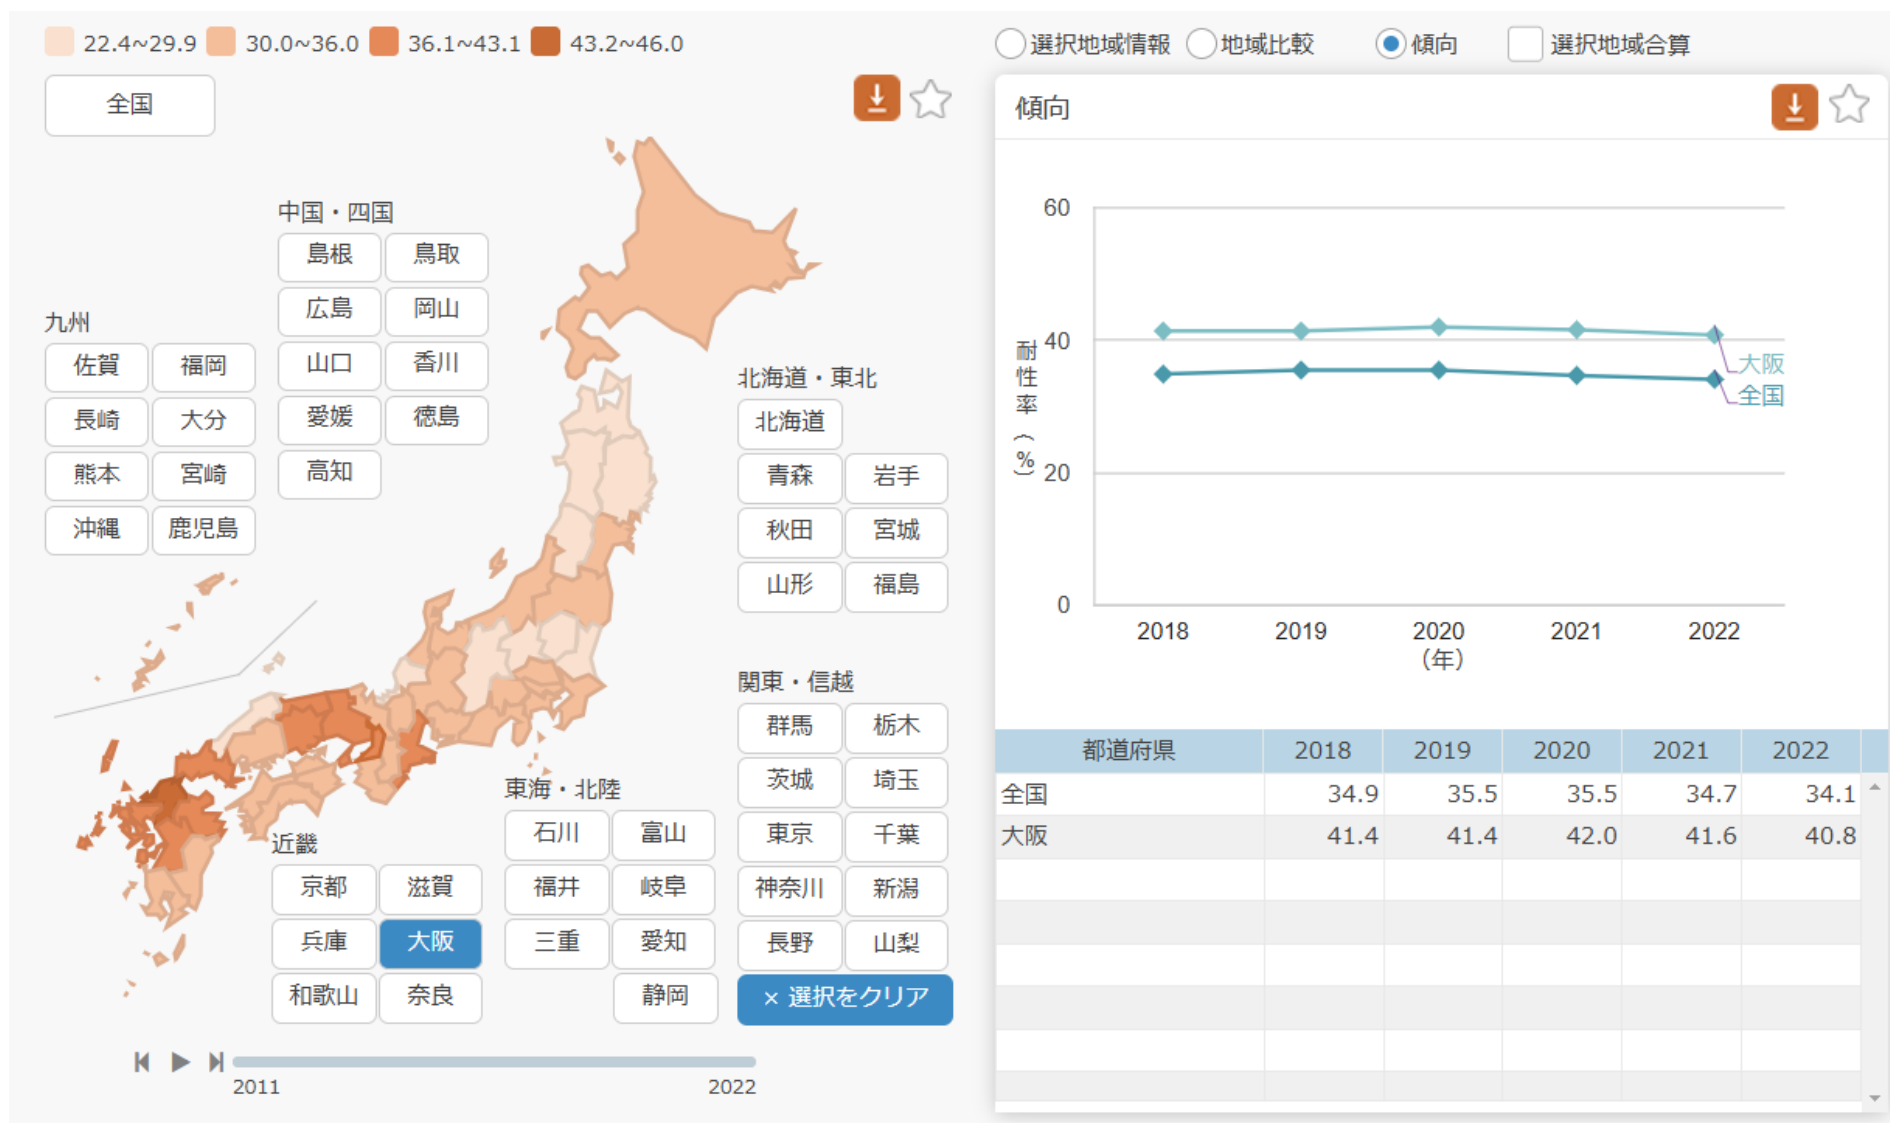 22.4~29.9 30.0~36.0 36.1~43.1 43.2~46.0
全国
中国・四国
島根 鳥取
広島 岡山
山口 香川
愛媛 徳島
高知
九州
佐賀 福岡
長崎 大分
熊本 宮崎
沖縄 鹿児島
北海道・東北
北海道
青森 岩手
秋田 宮城
山形 福島
関東・信越
群馬 栃木
茨城 埼玉
東京 千葉
神奈川 新潟
長野 山梨
× 選択をクリア
東海・北陸
石川 富山
福井 岐阜
三重 愛知
静岡
近畿
京都 滋賀
兵庫 大阪
和歌山 奈良
2011 2022
選択地域情報 地域比較 傾向 選択地域合算
傾向
耐性率(%)
60
40
20
0
大阪
全国
2018 2019 2020 2021 2022
(年)
都道府県 2018 2019 2020 2021 2022
全国 34.9 35.5 35.5 34.7 34.1
大阪 41.4 41.4 42.0 41.6 40.8